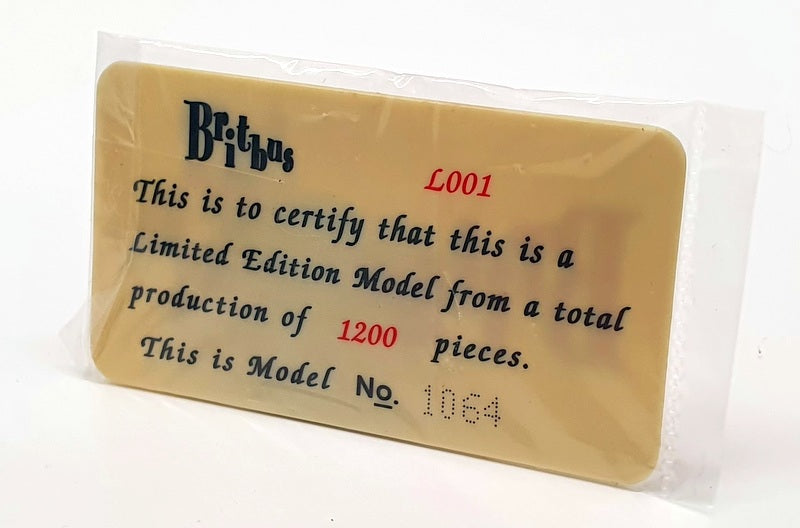 Britbus
L001
This is to certify that this is a
Limited Edition Model from a total
production of 1200 pieces.
This is Model No. 1064